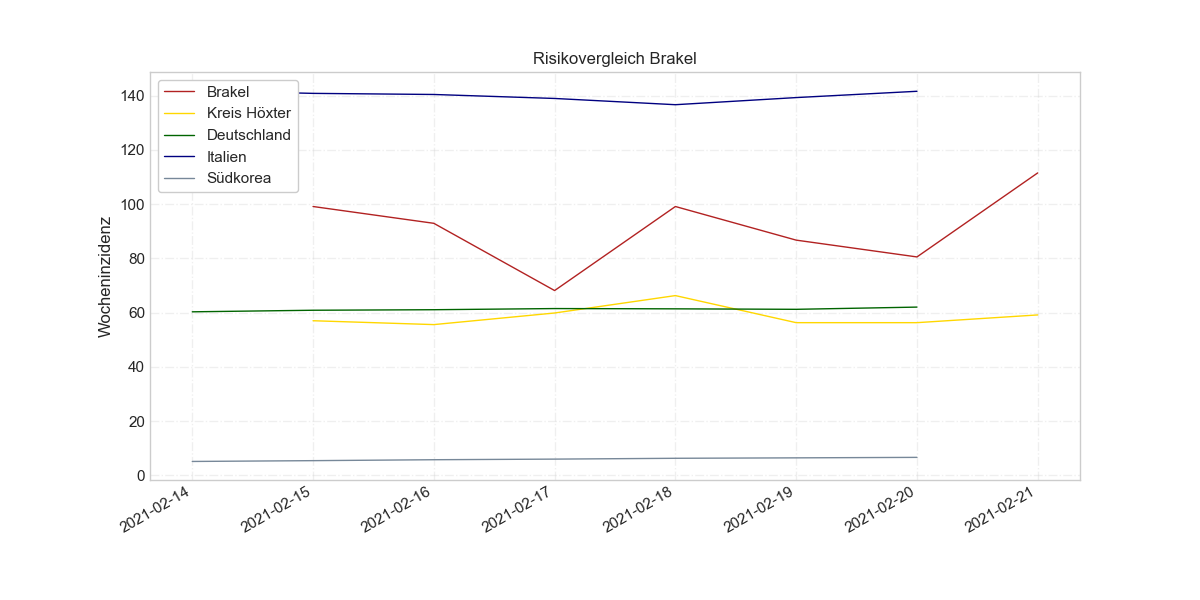 Risikovergleich Brakel
Brakel
Kreis Höxter
Deutschland
Italien
Südkorea
Wocheninzidenz
140
120
100
80
60
40
20
0
2021-02-14
2021-02-15
2021-02-16
2021-02-17
2021-02-18
2021-02-19
2021-02-20
2021-02-21